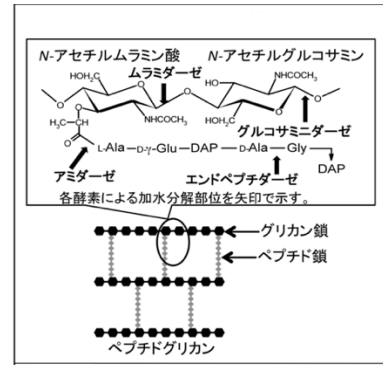 N-アセチルムラミン酸 N-アセチルグルコサミン
ムラミダーゼ
HOH₂C
NHCOCH₃
HO
O
O
O
O
O
O
NHCOCH₃
HOH₂C
H₃C
O
グルコサミニダーゼ
L-Ala—D-γ-Glu—DAP—D-Ala—Gly
DAP
アミダーゼ
エンドペプチダーゼ
各酵素による加水分解部位を矢印で示す。
グリカン鎖
ペプチド鎖
ペプチドグリカン